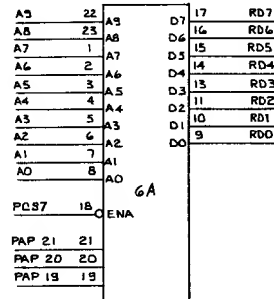 A9 22 A9 D7 17 RD7
A8 23 A8 D6 16 RD6
A7 1 A7 D5 15 RD5
A6 2 A6 D4 14 RD4
A5 3 A5 D3 13 RD3
A4 4 A4 D2 11 RD2
A3 5 A3 D1 10 RD1
A2 6 A2 D0 9 RD0
A1 7 A1
A0 8 A0
6A
PCS7 18 ENA
PAP 21 21
PAP 20 20
PAP 19 19